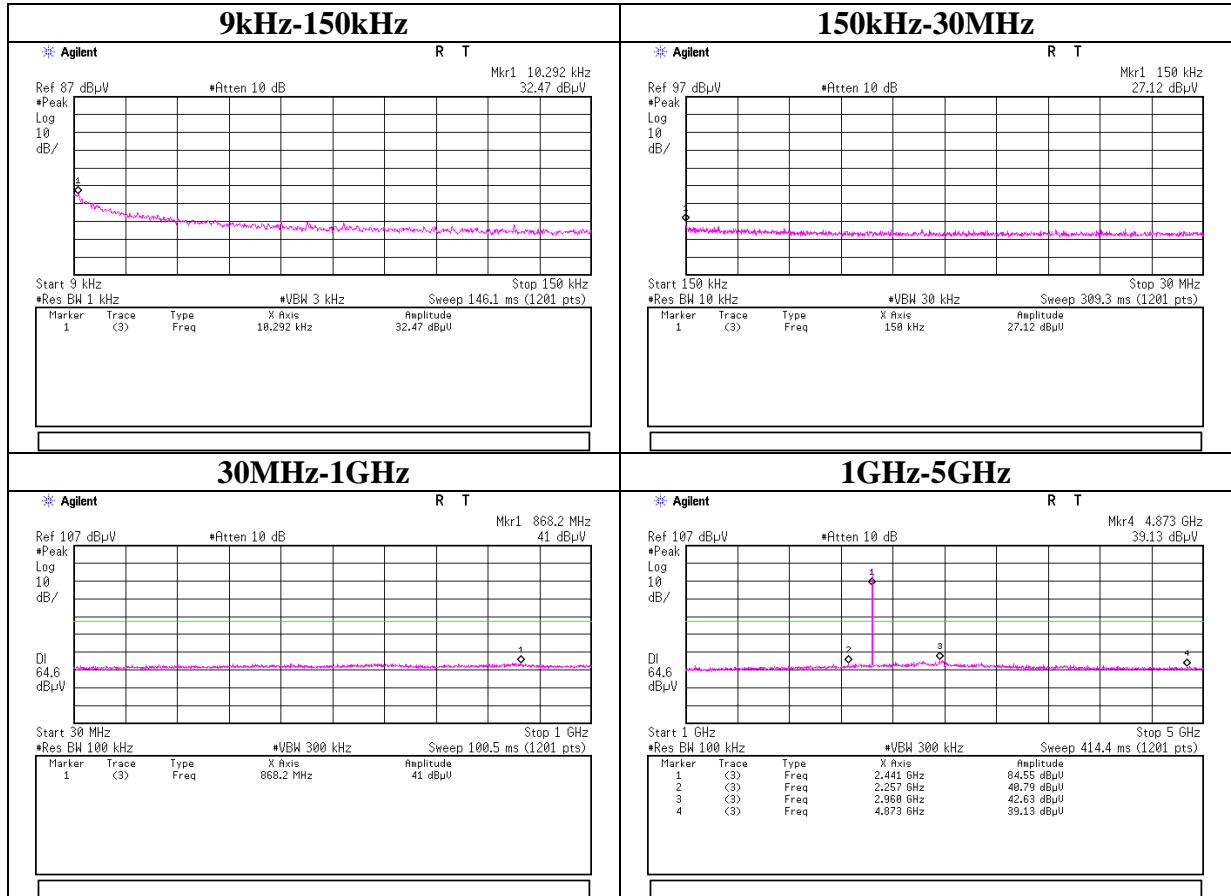 9kHz-150kHz
Agilent R T
Mkr1 10.292 kHz
Ref 87 dBµV #Atten 10 dB 32.47 dBµV
#Peak
Log
10
dB/
1
Start 9 kHz Stop 150 kHz
#Res BW 1 kHz #VBW 3 kHz Sweep 146.1 ms (1201 pts)
Marker Trace Type X Axis Amplitude
1 (3) Freq 10.292 kHz 32.47 dBµV
150kHz-30MHz
Agilent R T
Mkr1 150 kHz
Ref 97 dBµV #Atten 10 dB 27.12 dBµV
#Peak
Log
10
dB/
1
Start 150 kHz Stop 30 MHz
#Res BW 10 kHz #VBW 30 kHz Sweep 309.3 ms (1201 pts)
Marker Trace Type X Axis Amplitude
1 (3) Freq 150 kHz 27.12 dBµV
30MHz-1GHz
Agilent R T
Mkr1 868.2 MHz
Ref 107 dBµV #Atten 10 dB 41 dBµV
#Peak
Log
10
dB/
1
DI
64.6
dBµV
Start 30 MHz Stop 1 GHz
#Res BW 100 kHz #VBW 300 kHz Sweep 100.5 ms (1201 pts)
Marker Trace Type X Axis Amplitude
1 (3) Freq 868.2 MHz 41 dBµV
1GHz-5GHz
Agilent R T
Mkr4 4.873 GHz
Ref 107 dBµV #Atten 10 dB 39.13 dBµV
#Peak
Log
10
dB/
1
2 3 4
DI
64.6
dBµV
Start 1 GHz Stop 5 GHz
#Res BW 100 kHz #VBW 300 kHz Sweep 414.4 ms (1201 pts)
Marker Trace Type X Axis Amplitude
1 (3) Freq 2.441 GHz 84.55 dBµV
2 (3) Freq 2.257 GHz 40.79 dBµV
3 (3) Freq 2.960 GHz 42.63 dBµV
4 (3) Freq 4.873 GHz 39.13 dBµV